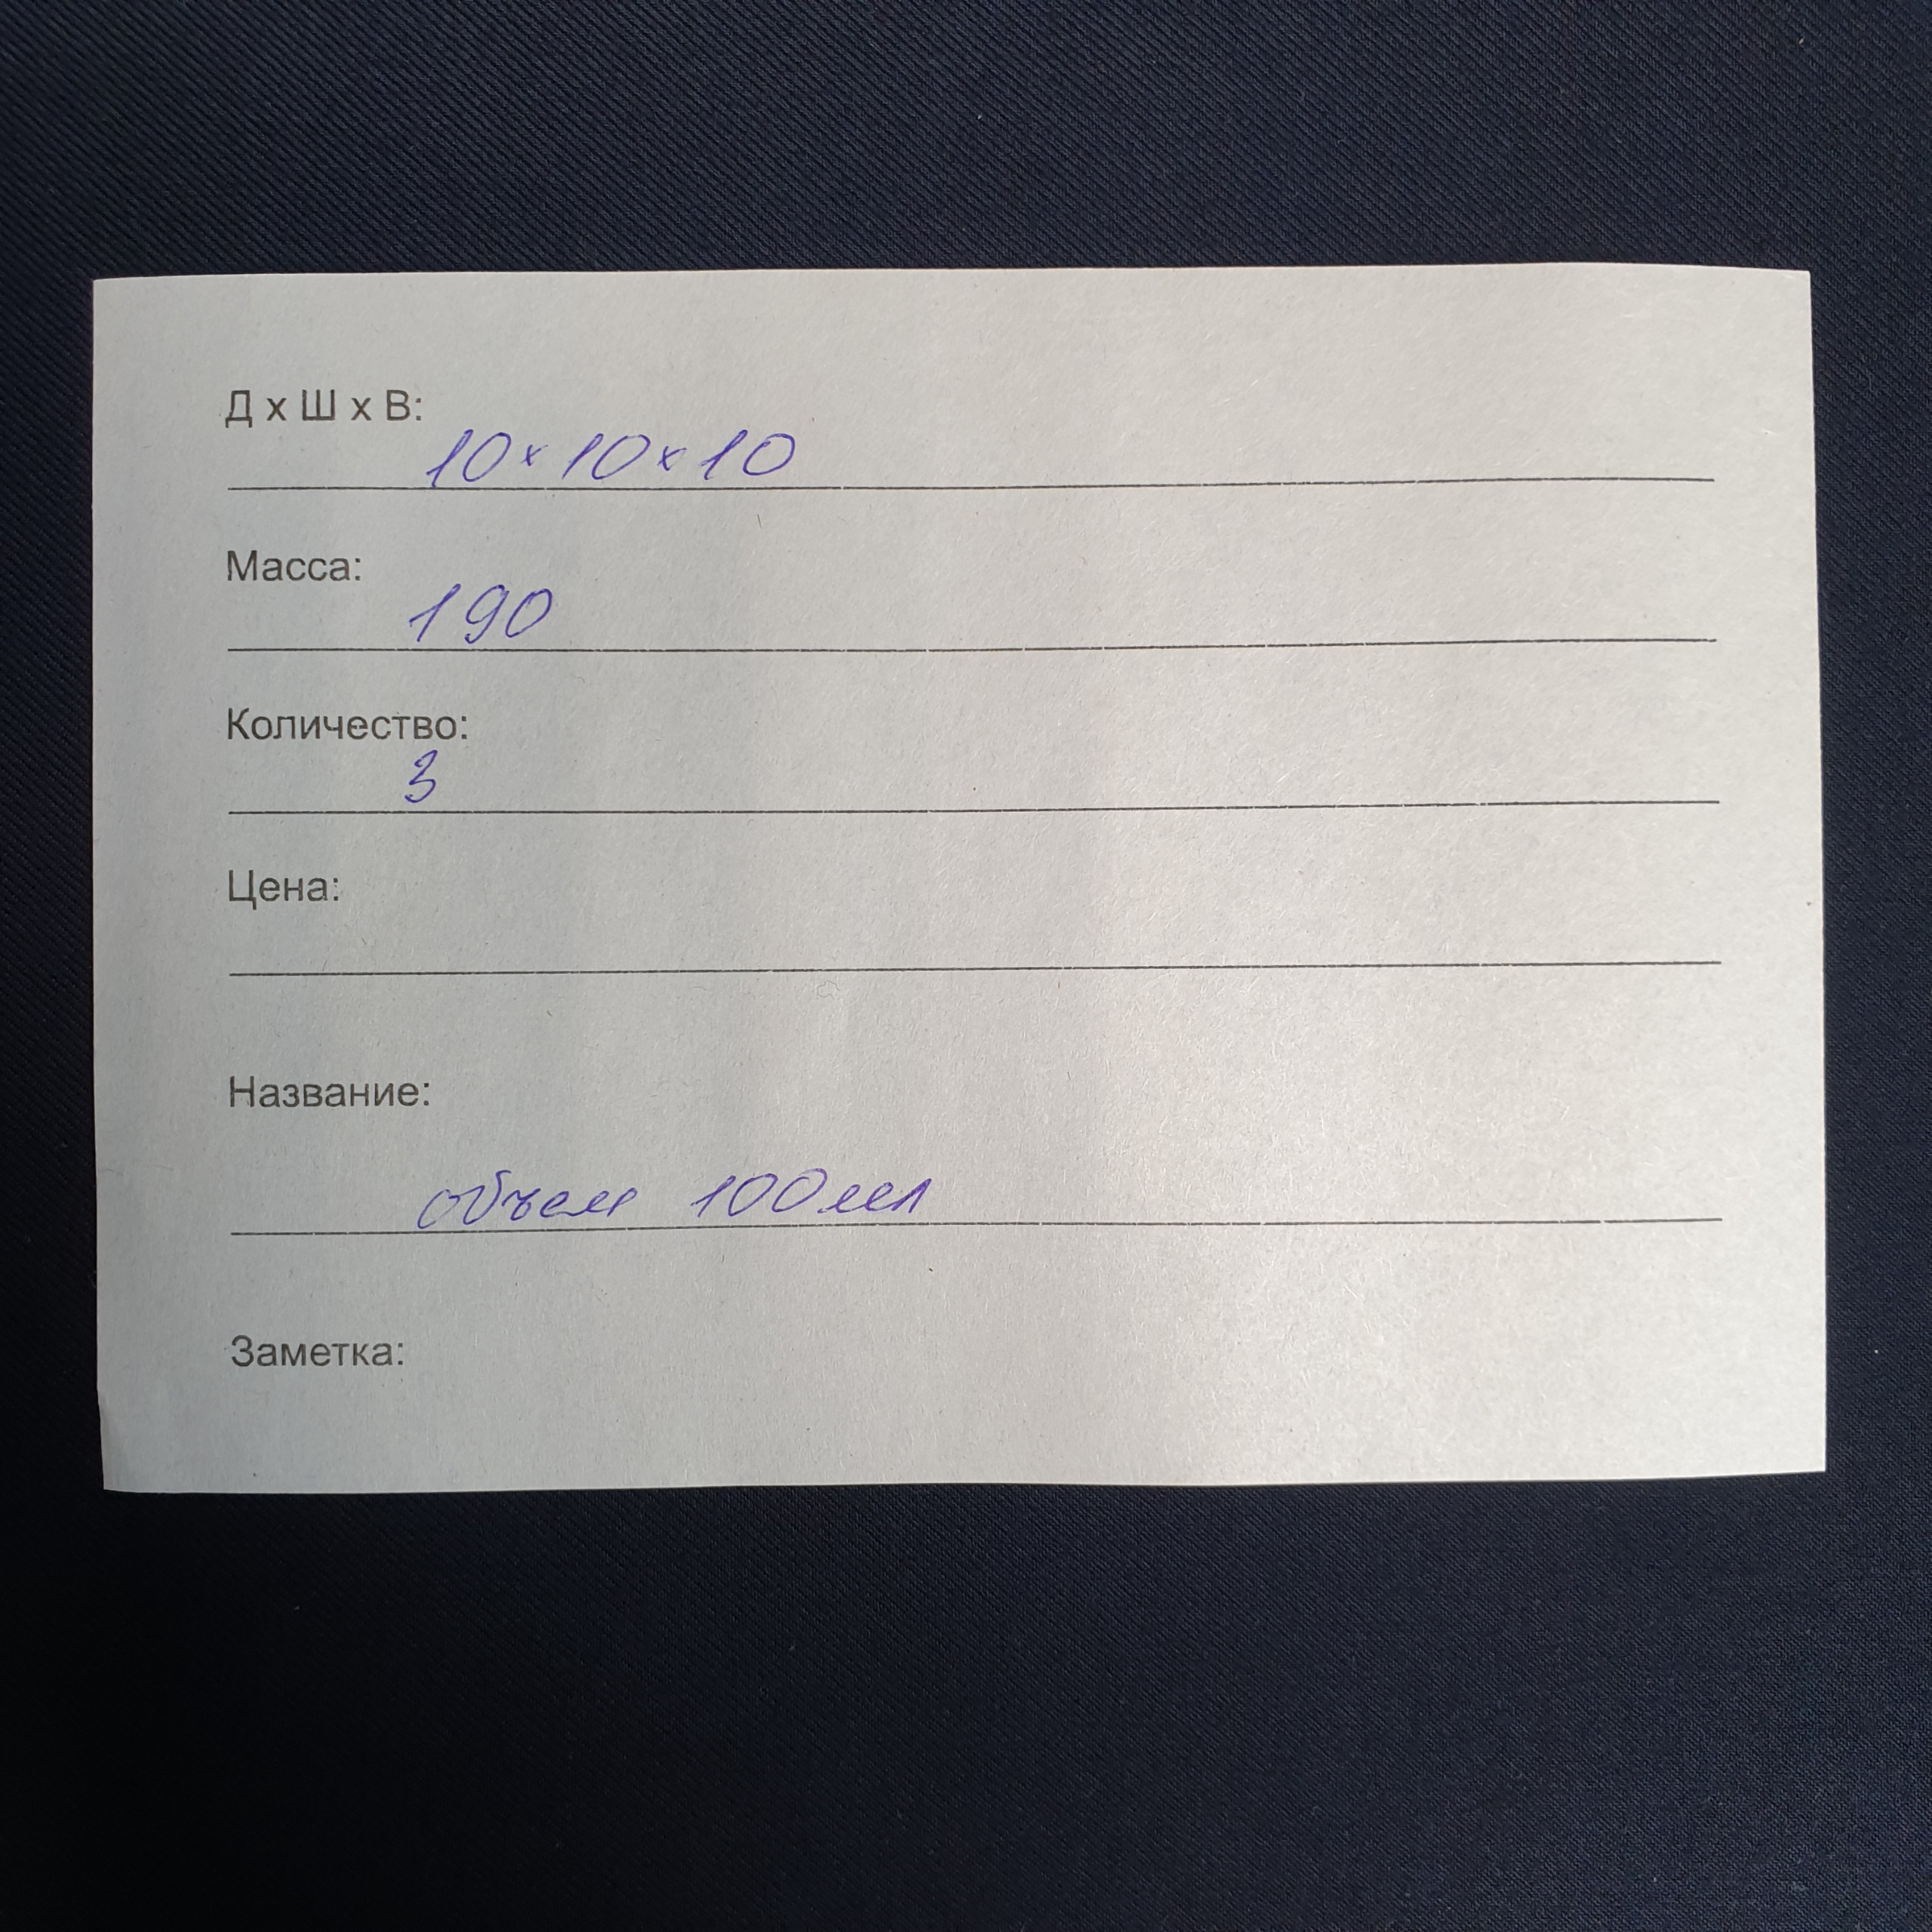 Д х Ш х В:
10×10×10
Масса:
190
Количество:
3
Цена:
Название:
объем 100мл
Заметка: